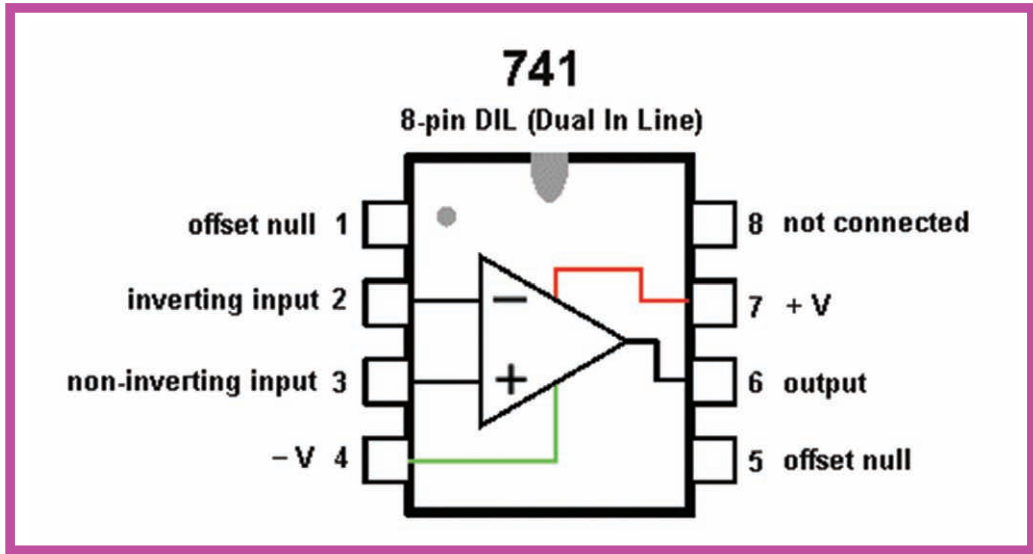 741
8-pin DIL (Dual In Line)
offset null 1
8 not connected
inverting input 2
7 + V
non-inverting input 3
6 output
– V 4
5 offset null
−
+